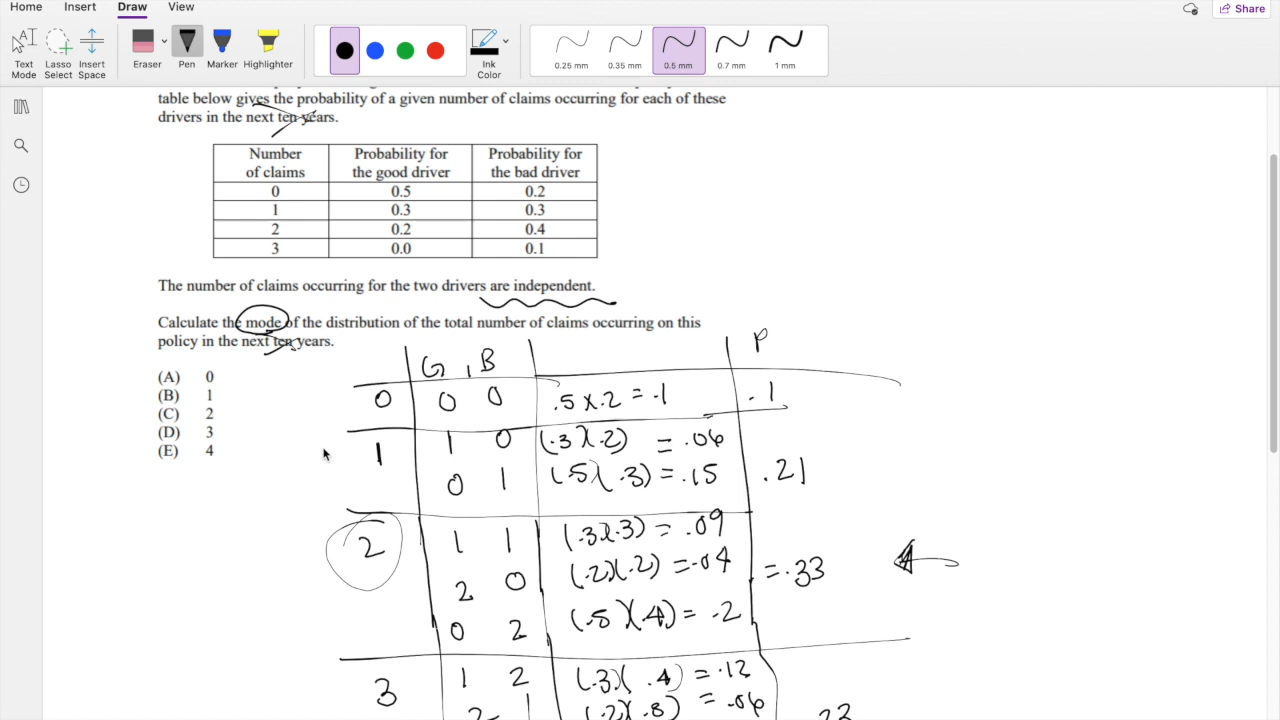 Home Insert Draw View Share
Text Mode
Lasso Select
Insert Space
Eraser
Pen
Marker
Highlighter
Ink Color
0.25 mm
0.35 mm
0.5 mm
0.7 mm
1 mm
table below gives the probability of a given number of claims occurring for each of these
drivers in the next ten years.
Number of claims | Probability for the good driver | Probability for the bad driver
0 0.5 0.2
1 0.3 0.3
2 0.2 0.4
3 0.0 0.1
The number of claims occurring for the two drivers are independent.
Calculate the mode of the distribution of the total number of claims occurring on this
policy in the next ten years.
(A) 0
(B) 1
(C) 2
(D) 3
(E) 4
G, B P
0 0 0 .5 x .2 = .1 .1
1 1 0 (.3)(.2) = .06
0 1 (.5)(.3) = .15 .21
2 1 1 (.3)(.3) = .09
2 0 (.2)(.2) = .04 = .33
0 2 (.5)(.4) = .2
3 1 2 (.3)(.4) = .12
2 1 = .06